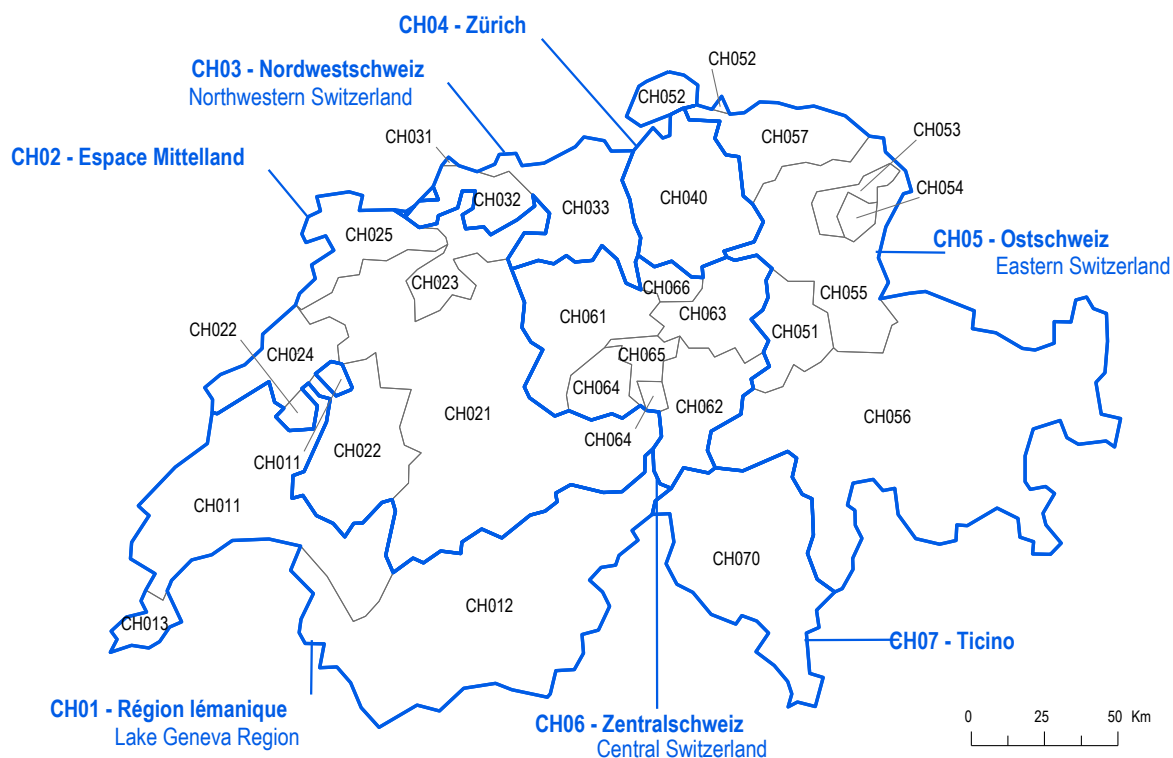 CH04 - Zürich
CH03 - Nordwestschweiz
Northwestern Switzerland
CH02 - Espace Mittelland
CH052
CH052
CH031
CH057
CH053
CH054
CH032
CH033
CH040
CH025
CH05 - Ostschweiz
Eastern Switzerland
CH023
CH066
CH063
CH055
CH061
CH051
CH022
CH024
CH065
CH064
CH062
CH021
CH056
CH064
CH011
CH022
CH011
CH070
CH012
CH013
CH07 - Ticino
CH01 - Région lémanique
Lake Geneva Region
CH06 - Zentralschweiz
Central Switzerland
0 25 50 Km